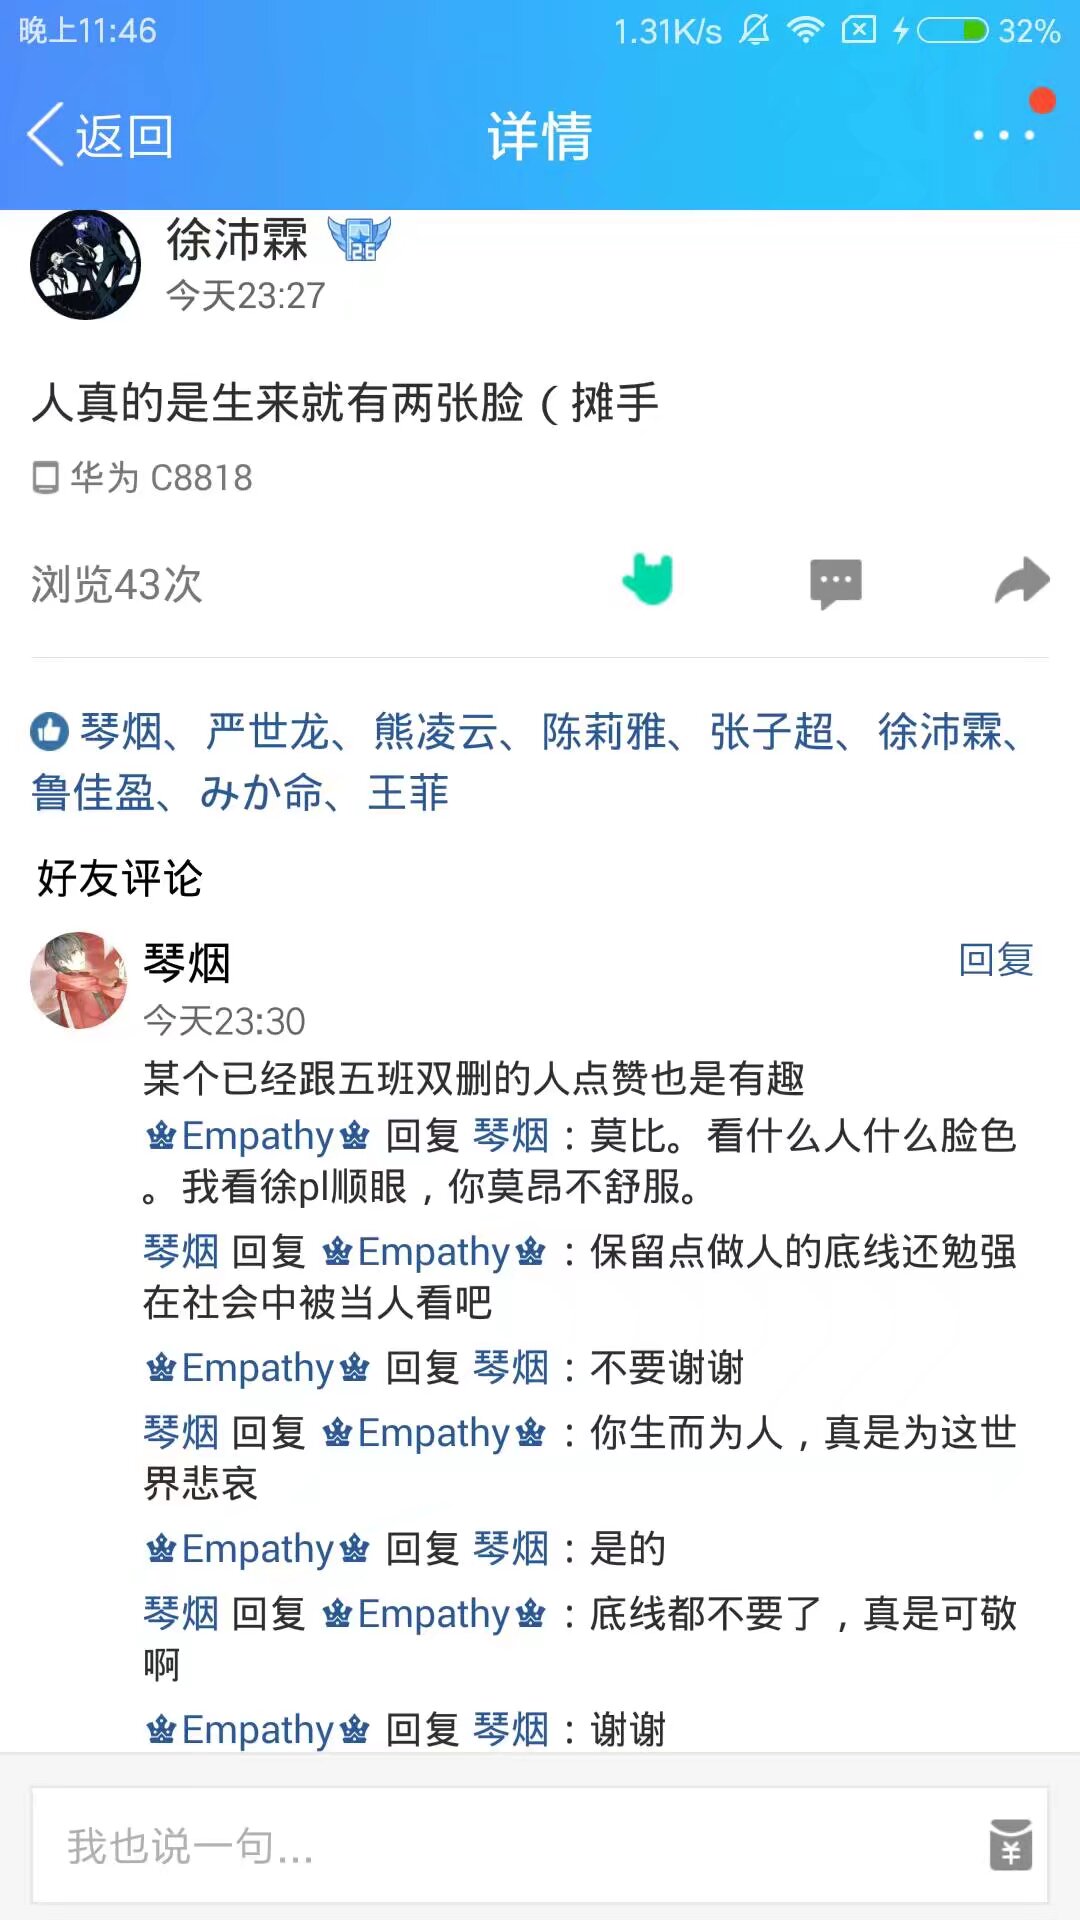 晚上11:46 1.31K/s 32%
返回 详情
徐沛霖 26
今天23:27
人真的是生来就有两张脸（摊手
华为 C8818
浏览43次
琴烟、严世龙、熊凌云、陈莉雅、张子超、徐沛霖、
鲁佳盈、みか命、王菲
好友评论
琴烟 回复
今天23:30
某个已经跟五班双删的人点赞也是有趣
Empathy 回复 琴烟：莫比。看什么人什么脸色
。我看徐pl顺眼，你莫昂不舒服。
琴烟 回复 Empathy：保留点做人的底线还勉强
在社会中被当人看吧
Empathy 回复 琴烟：不要谢谢
琴烟 回复 Empathy：你生而为人，真是为这世
界悲哀
Empathy 回复 琴烟：是的
琴烟 回复 Empathy：底线都不要了，真是可敬
啊
Empathy 回复 琴烟：谢谢
我也说一句... ¥